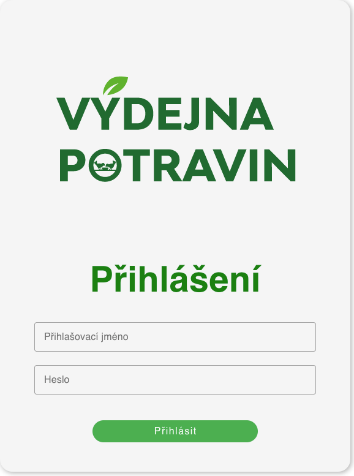 VÝDEJNA
POTRAVIN
Přihlášení
Přihlašovací jméno
Heslo
Přihlásit